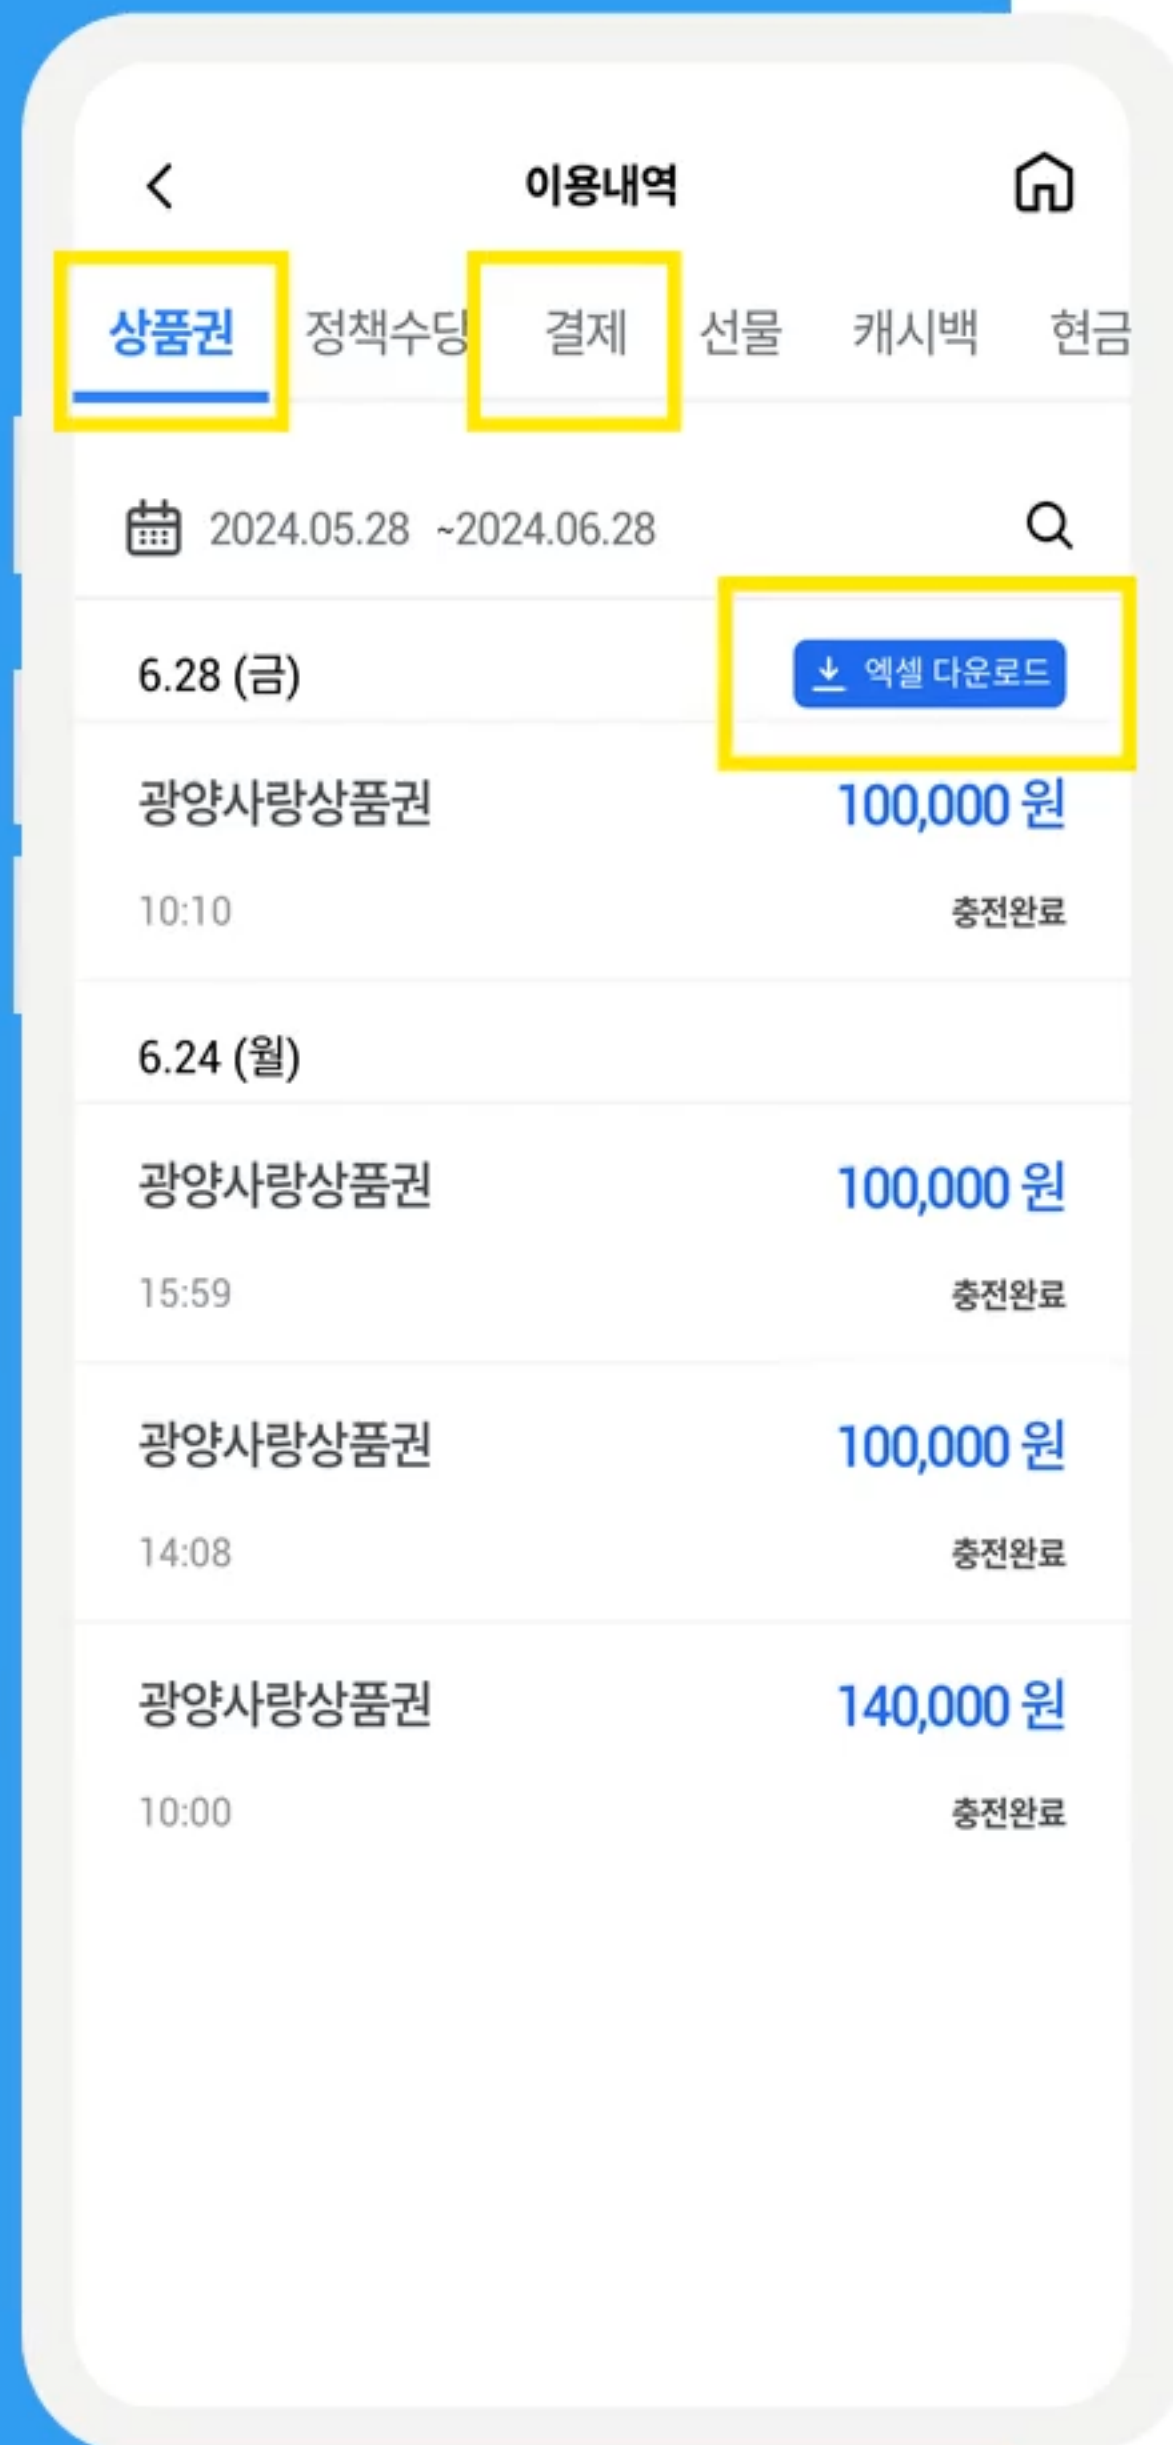 이용내역
상품권 정책수당 결제 선물 캐시백 현금
2024.05.28 ~2024.06.28
6.28 (금) 엑셀 다운로드
광양사랑상품권 100,000 원
10:10 충전완료
6.24 (월)
광양사랑상품권 100,000 원
15:59 충전완료
광양사랑상품권 100,000 원
14:08 충전완료
광양사랑상품권 140,000 원
10:00 충전완료